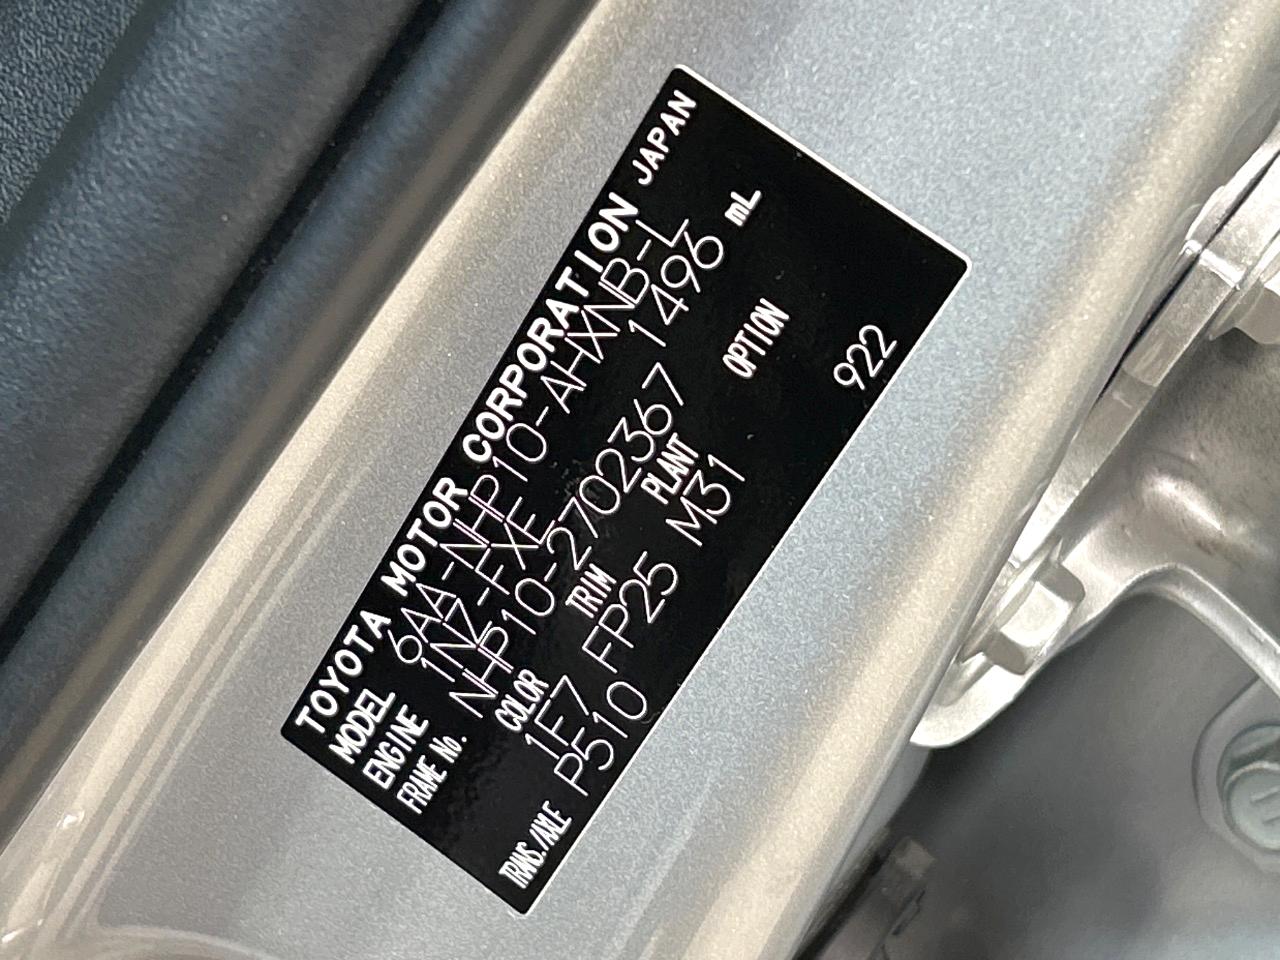 TOYOTA MOTOR CORPORATION JAPAN
MODEL 6AA-NHP10-AHXNB-L
ENGINE 1NZ-FXE 1496 mL
FRAME No. NHP10-2702367
COLOR TRIM PLANT OPTION
1F7 FP25 M31
TRANS./AXLE P510 922